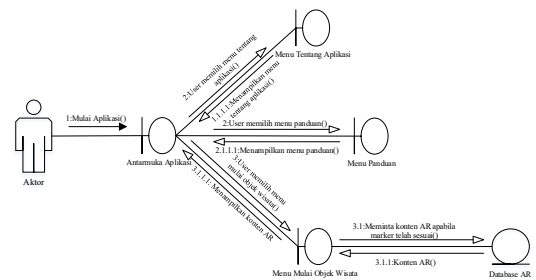 2:User memilih menu tentang
aplikasi()
Menu Tentang Aplikasi
1.1.1.1:Menampilkan menu
tentang aplikasi()
1:Mulai Aplikasi()
2:User memilih menu panduan()
2.1.1.1:Menampilkan menu panduan()
Antarmuka Aplikasi
Menu Panduan
Aktor
3:User memilih menu
mulai objek wisata()
3.1.1.1: Menampilkan konten AR
3.1:Meminta konten AR apabila
marker telah sesuai()
3.1.1:Konten AR()
Menu Mulai Objek Wisata
Database AR